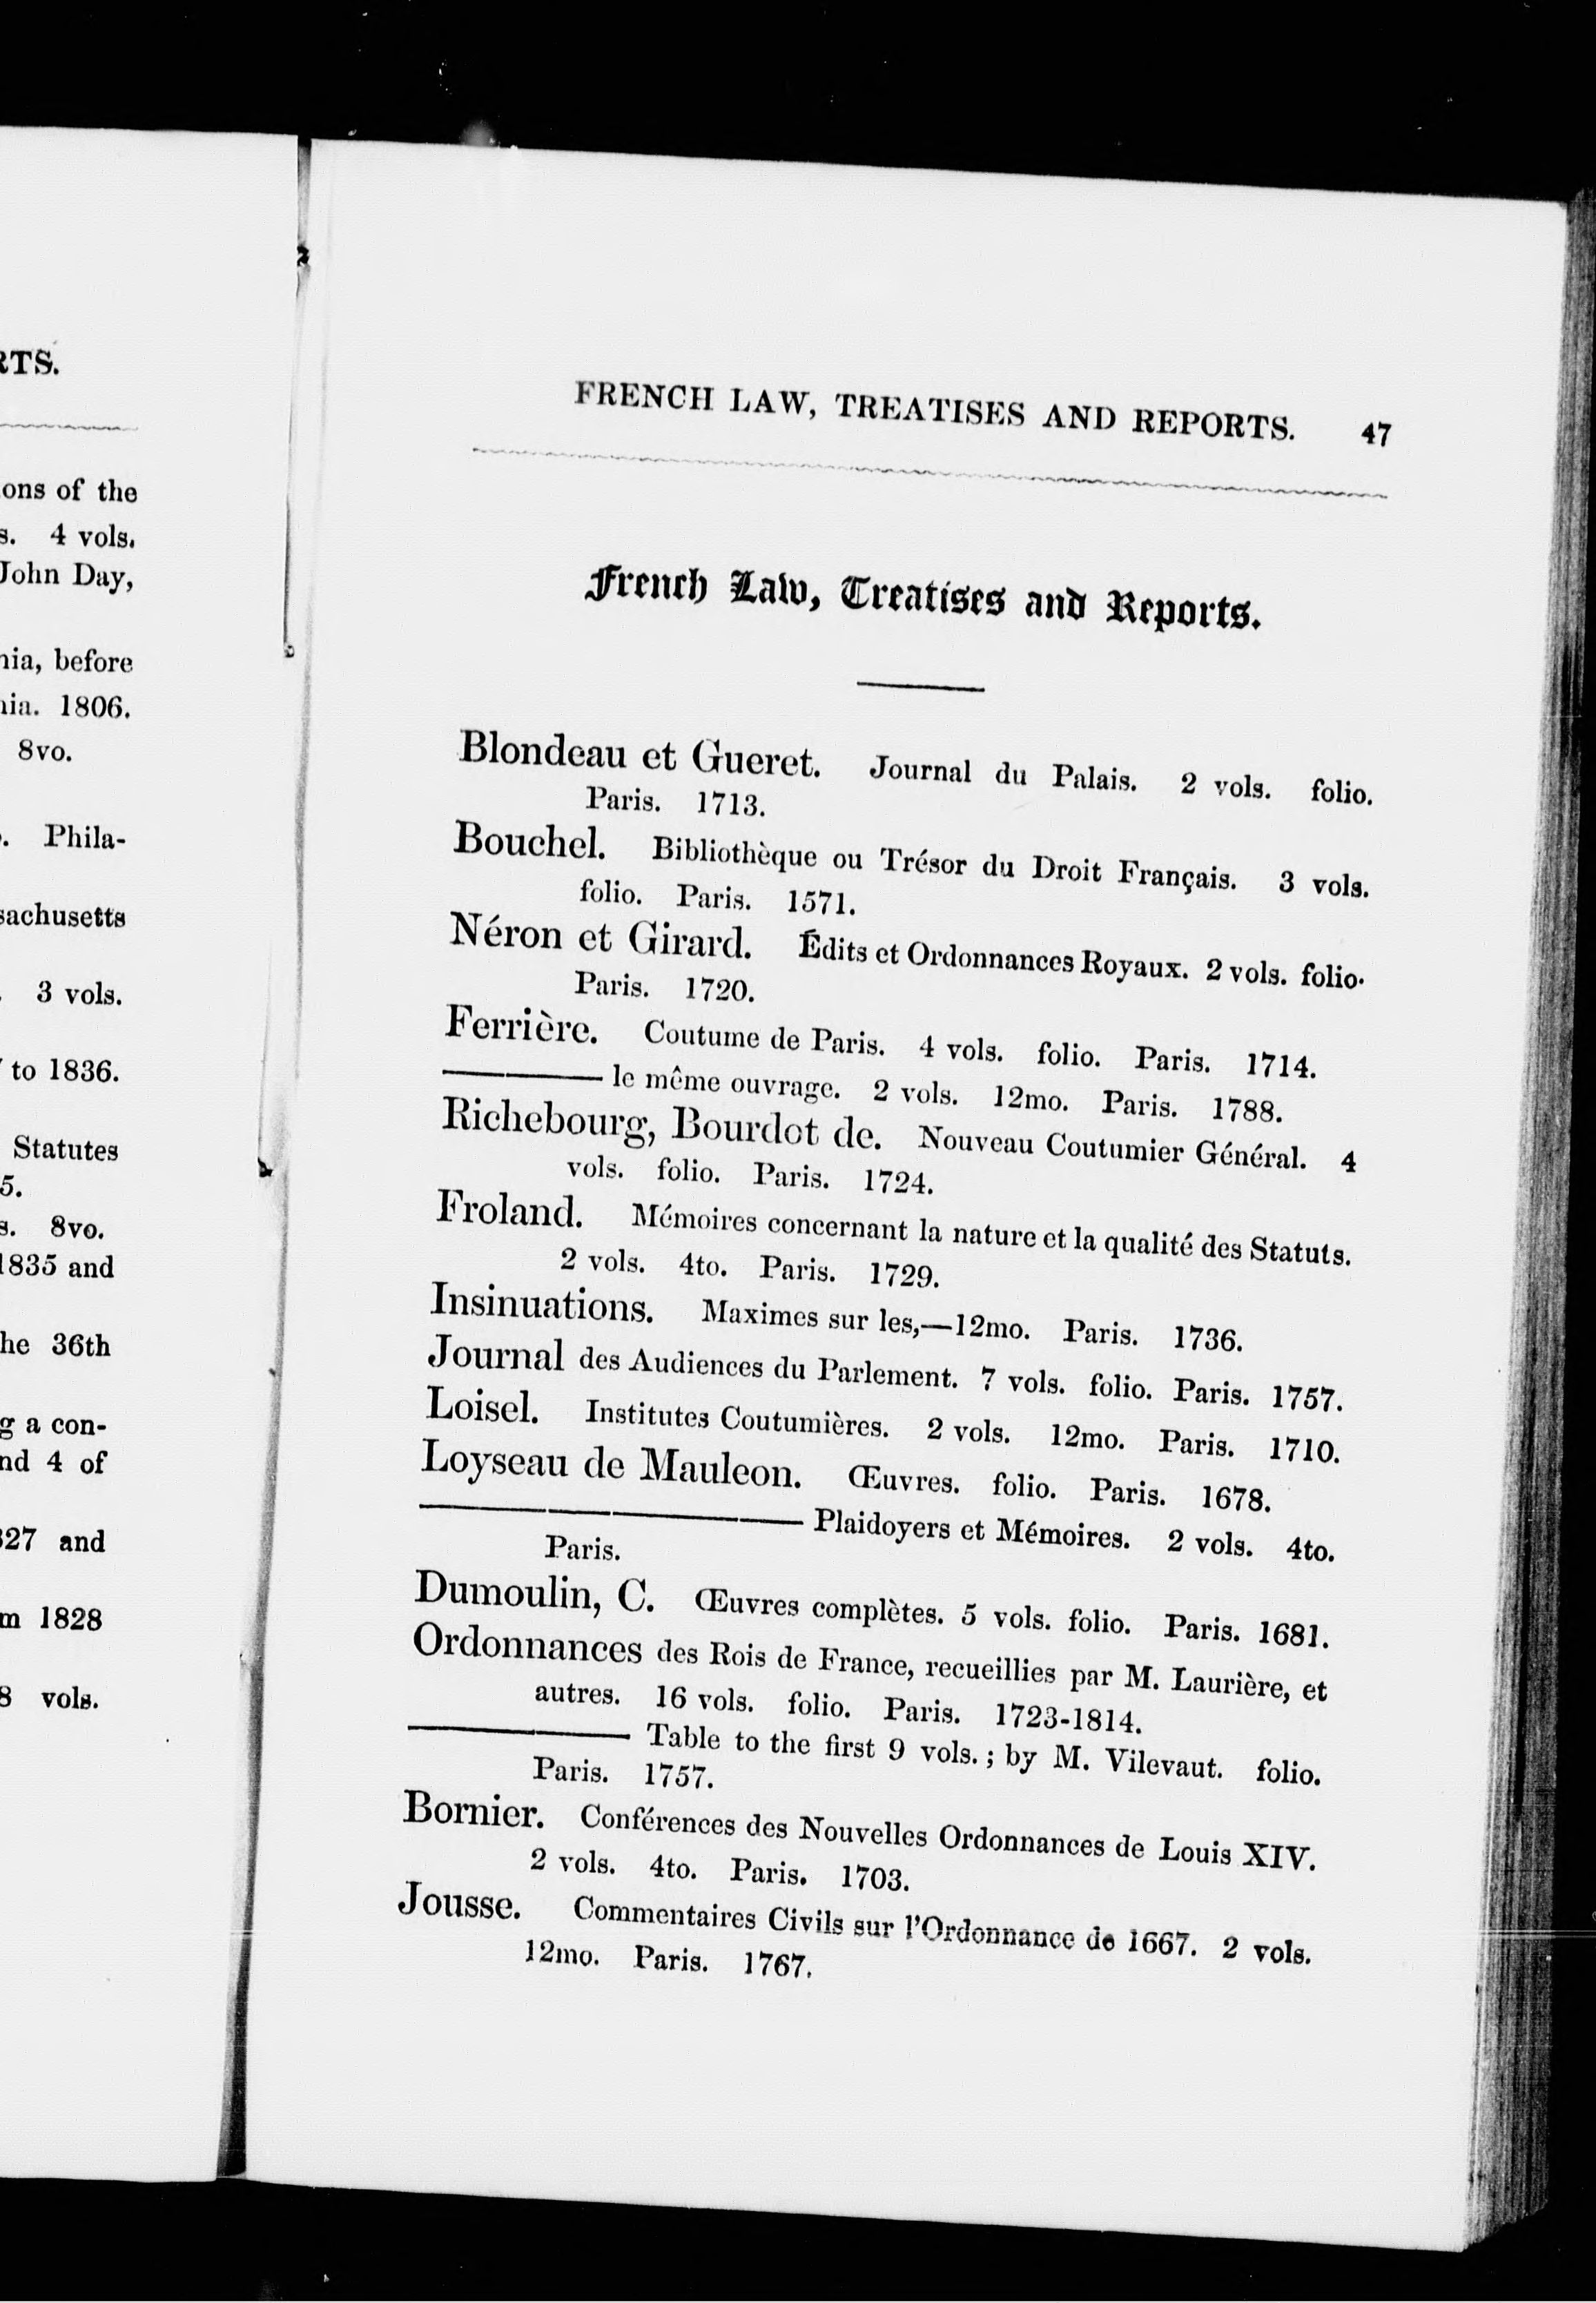 RTS.
ons of the
s. 4 vols.
John Day,
nia, before
nia. 1806.
8vo.
. Phila-
sachusetts
3 vols.
to 1836.
Statutes
5.
s. 8vo.
1835 and
he 36th
g a con-
nd 4 of
327 and
m 1828
8 vols.
FRENCH LAW, TREATISES AND REPORTS. 47
French Law, Treatises and Reports.
Blondeau et Gueret. Journal du Palais. 2 vols. folio.
Paris. 1713.
Bouchel. Bibliothèque ou Trésor du Droit Français. 3 vols.
folio. Paris. 1571.
Néron et Girard. Édits et Ordonnances Royaux. 2 vols. folio.
Paris. 1720.
Ferrière. Coutume de Paris. 4 vols. folio. Paris. 1714.
——— le même ouvrage. 2 vols. 12mo. Paris. 1788.
Richebourg, Bourdot de. Nouveau Coutumier Général. 4
vols. folio. Paris. 1724.
Froland. Mémoires concernant la nature et la qualité des Statuts.
2 vols. 4to. Paris. 1729.
Insinuations. Maximes sur les,—12mo. Paris. 1736.
Journal des Audiences du Parlement. 7 vols. folio. Paris. 1757.
Loisel. Institutes Coutumières. 2 vols. 12mo. Paris. 1710.
Loyseau de Mauleon. Œuvres. folio. Paris. 1678.
——————— Plaidoyers et Mémoires. 2 vols. 4to.
Paris.
Dumoulin, C. Œuvres complètes. 5 vols. folio. Paris. 1681.
Ordonnances des Rois de France, recueillies par M. Laurière, et
autres. 16 vols. folio. Paris. 1723-1814.
———— Table to the first 9 vols.; by M. Vilevaut. folio.
Paris. 1757.
Bornier. Conférences des Nouvelles Ordonnances de Louis XIV.
2 vols. 4to. Paris. 1703.
Jousse. Commentaires Civils sur l'Ordonnance de 1667. 2 vols.
12mo. Paris. 1767.